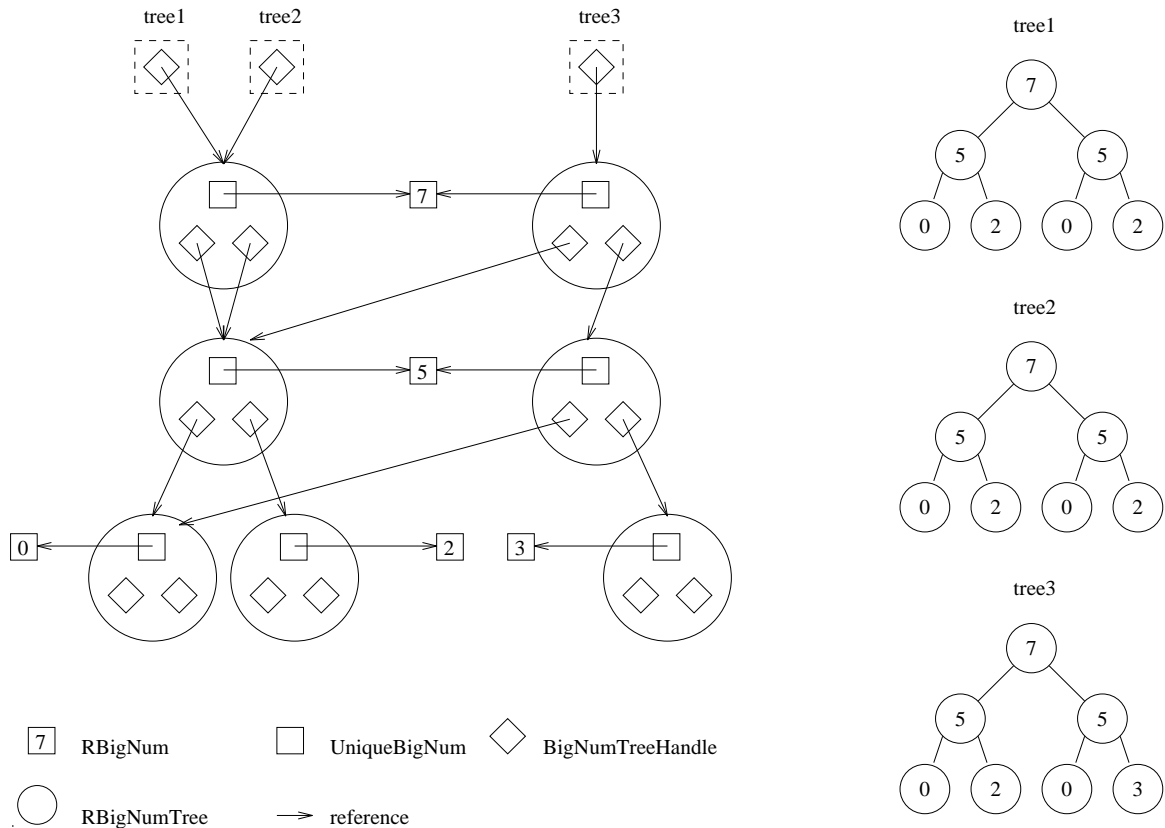 tree1 tree2 tree3
7
5
0 2 3
7 RBigNum UniqueBigNum BigNumTreeHandle
RBigNumTree reference
tree1
7
5 5
0 2 0 2
tree2
7
5 5
0 2 0 2
tree3
7
5 5
0 2 0 3